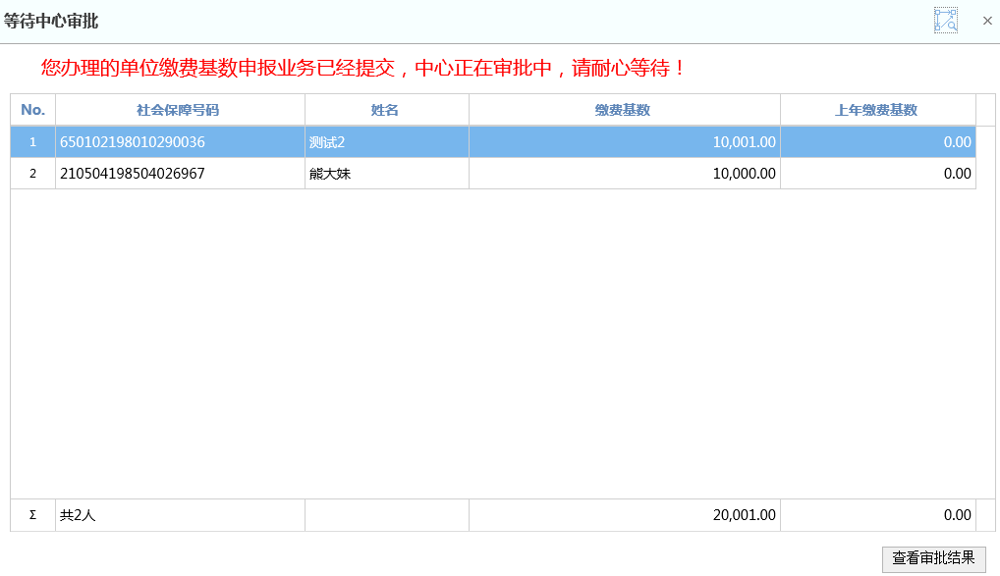 等待中心审批
×
您办理的单位缴费基数申报业务已经提交，中心正在审批中，请耐心等待！
No. 社会保障号码 姓名 缴费基数 上年缴费基数
1 650102198010290036 测试2 10,001.00 0.00
2 210504198504026967 熊大妹 10,000.00 0.00
Σ 共2人 20,001.00 0.00
查看审批结果